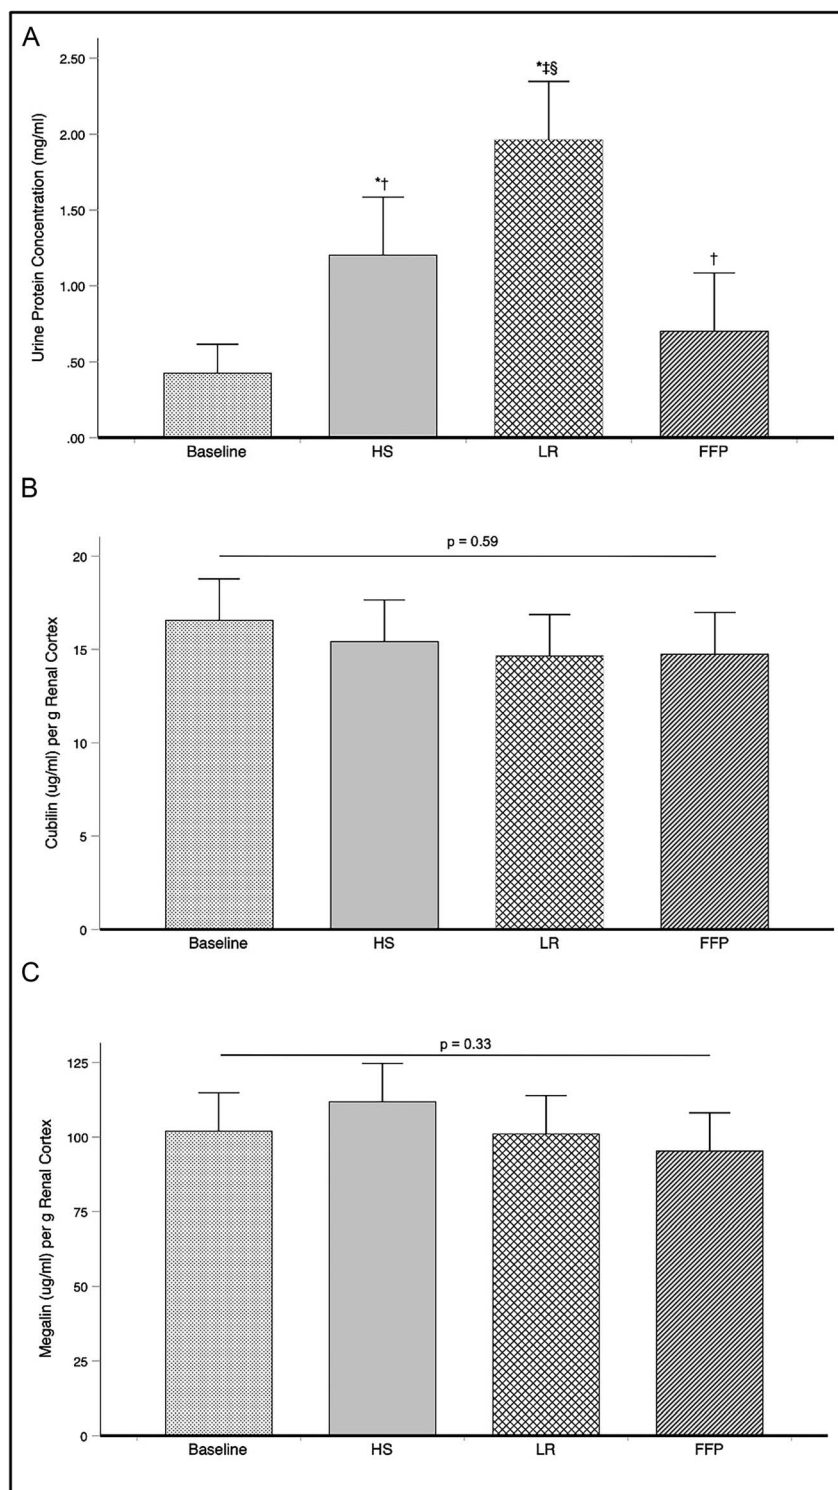 A
Urine Protein Concentration (mg/ml)
2.50
2.00
1.50
1.00
.50
.00
*†
*‡§
†
Baseline HS LR FFP
B
Cubilin (ug/ml) per g Renal Cortex
p = 0.59
20
15
10
5
0
Baseline HS LR FFP
C
Megalin (ug/ml) per g Renal Cortex
p = 0.33
125
100
75
50
25
0
Baseline HS LR FFP